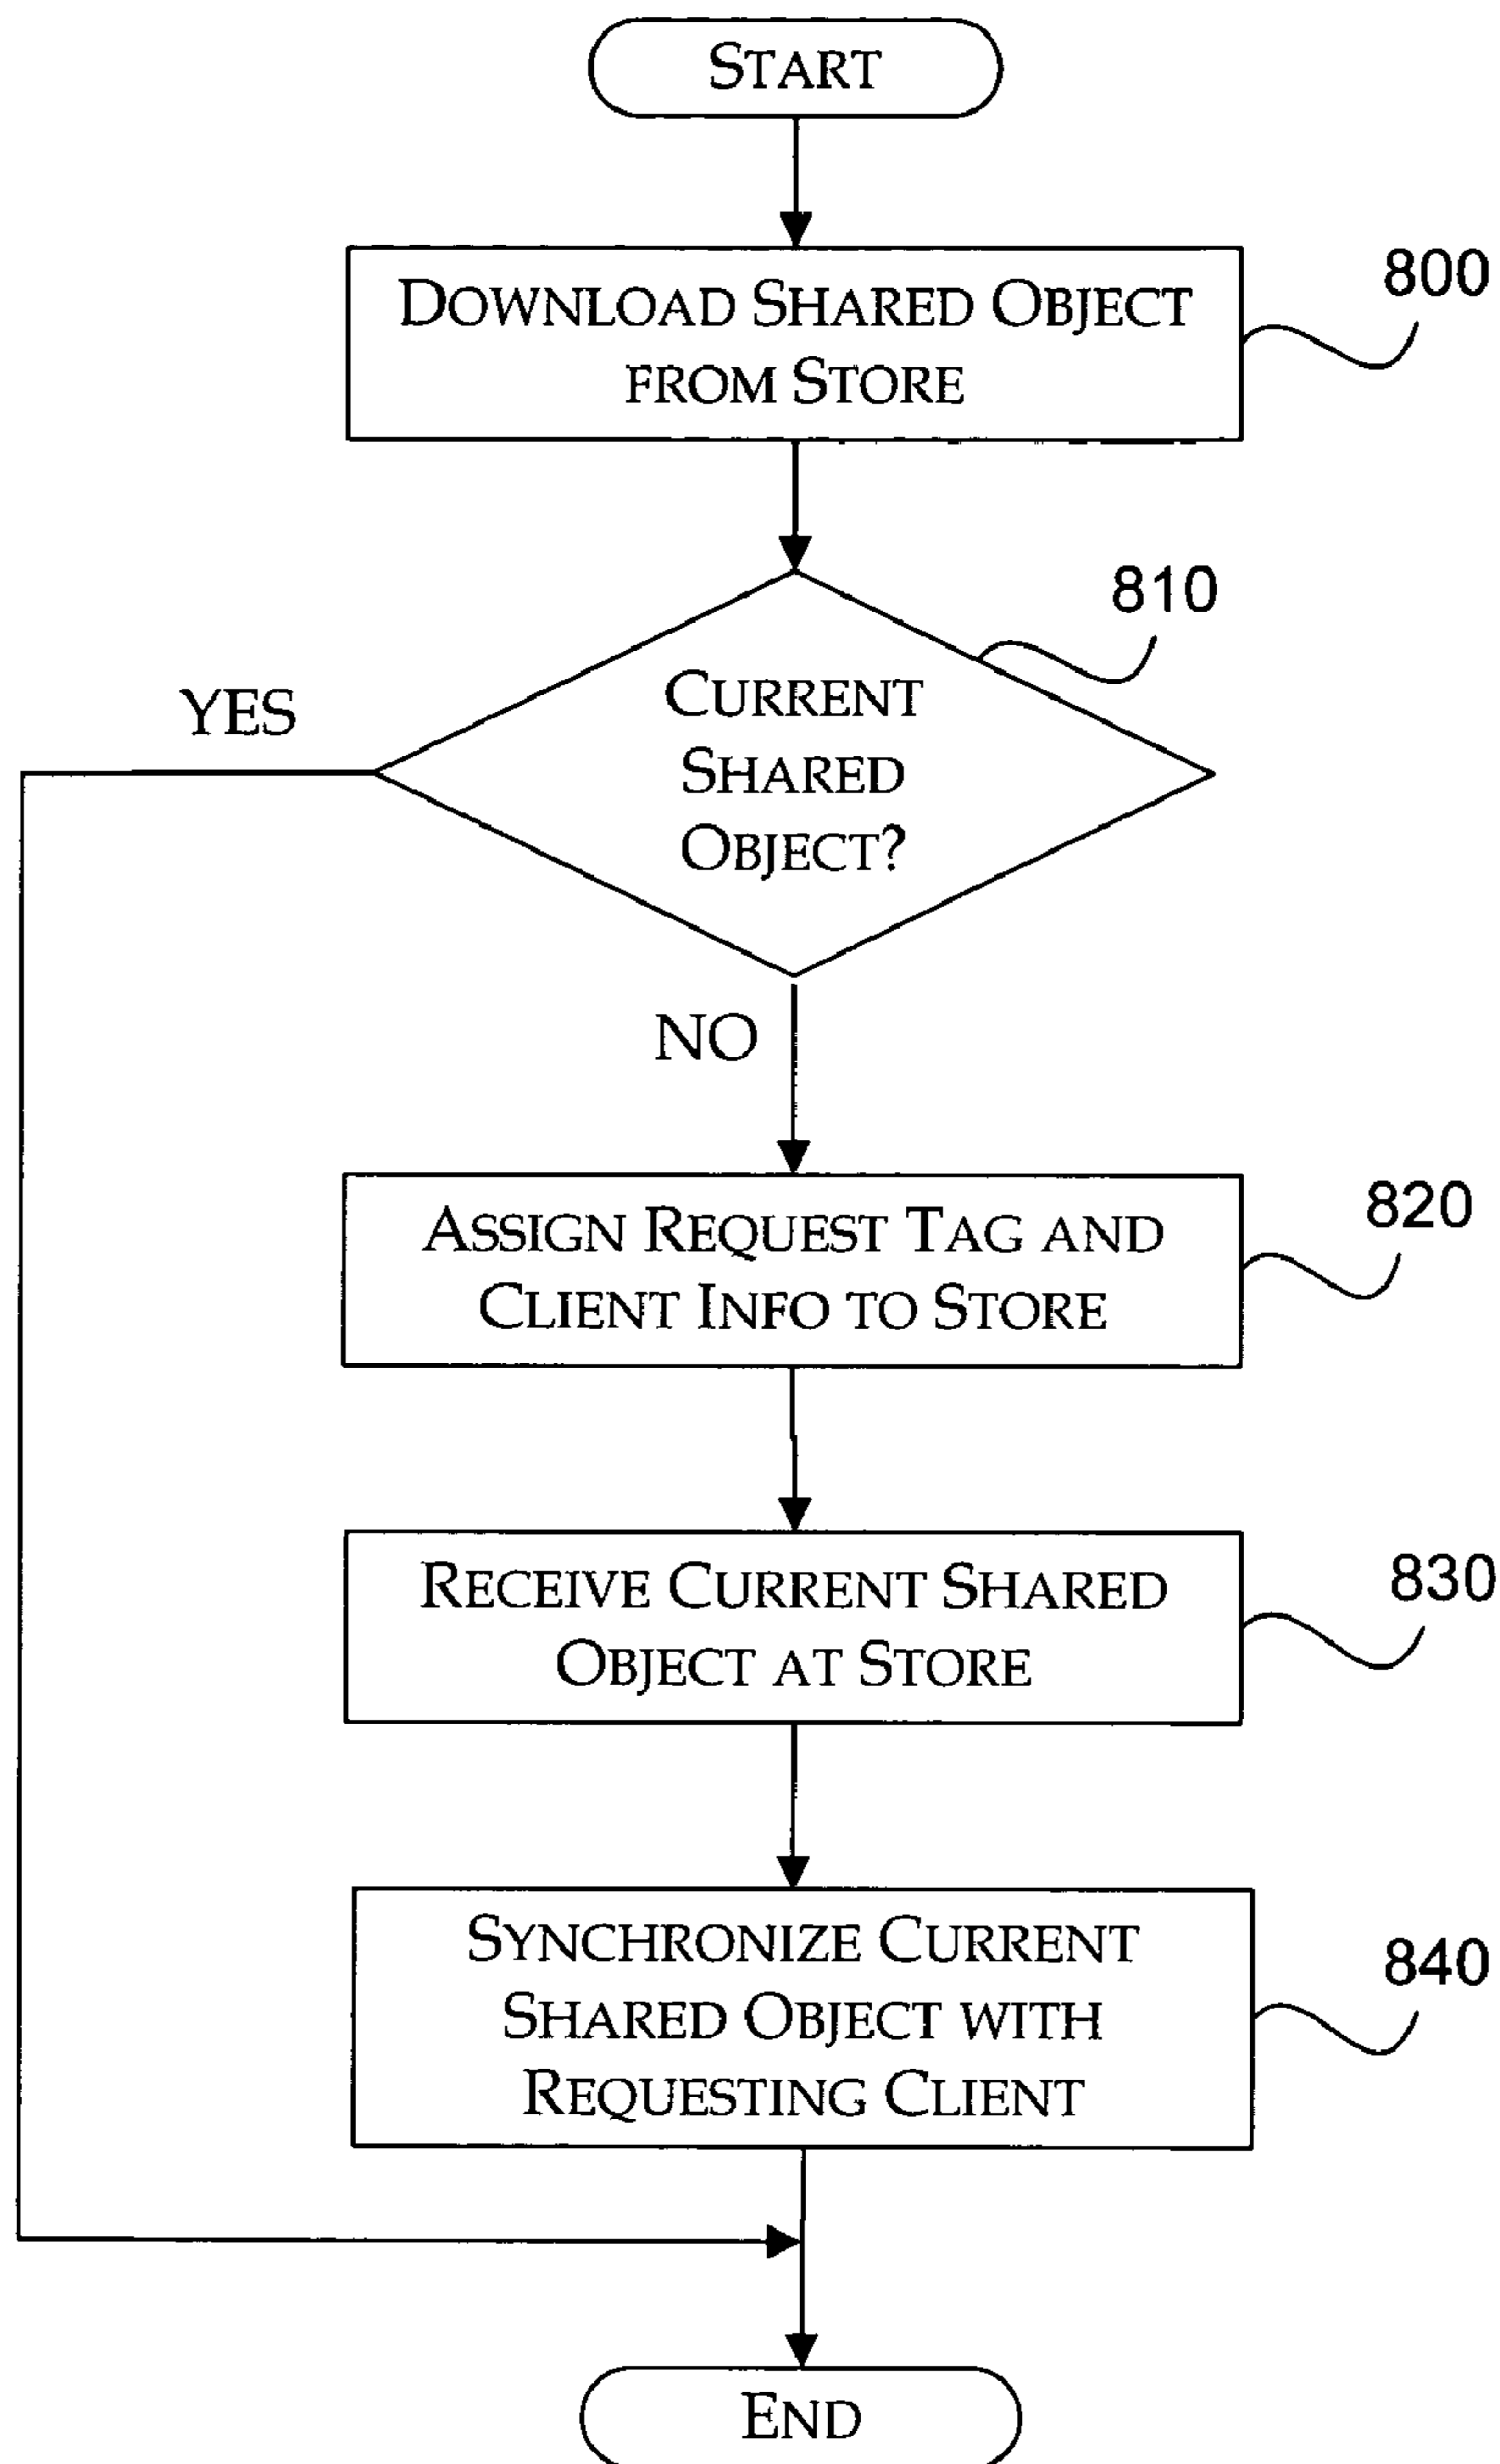 START
DOWNLOAD SHARED OBJECT
FROM STORE
800
810
CURRENT
SHARED
OBJECT?
YES
NO
ASSIGN REQUEST TAG AND
CLIENT INFO TO STORE
820
RECEIVE CURRENT SHARED
OBJECT AT STORE
830
SYNCHRONIZE CURRENT
SHARED OBJECT WITH
REQUESTING CLIENT
840
END